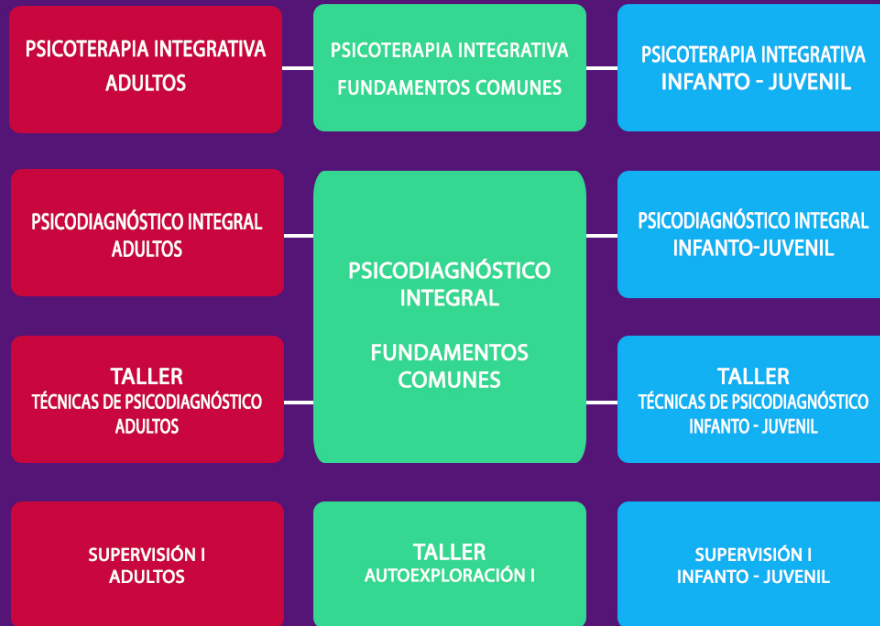 PSICOTERAPIA INTEGRATIVA
ADULTOS
PSICOTERAPIA INTEGRATIVA
FUNDAMENTOS COMUNES
PSICOTERAPIA INTEGRATIVA
INFANTO - JUVENIL
PSICODIAGNÓSTICO INTEGRAL
ADULTOS
PSICODIAGNÓSTICO
INTEGRAL
FUNDAMENTOS
COMUNES
PSICODIAGNÓSTICO INTEGRAL
INFANTO-JUVENIL
TALLER
TÉCNICAS DE PSICODIAGNÓSTICO
ADULTOS
TALLER
TÉCNICAS DE PSICODIAGNÓSTICO
INFANTO - JUVENIL
SUPERVISIÓN I
ADULTOS
TALLER
AUTOEXPLORACIÓN I
SUPERVISIÓN I
INFANTO - JUVENIL